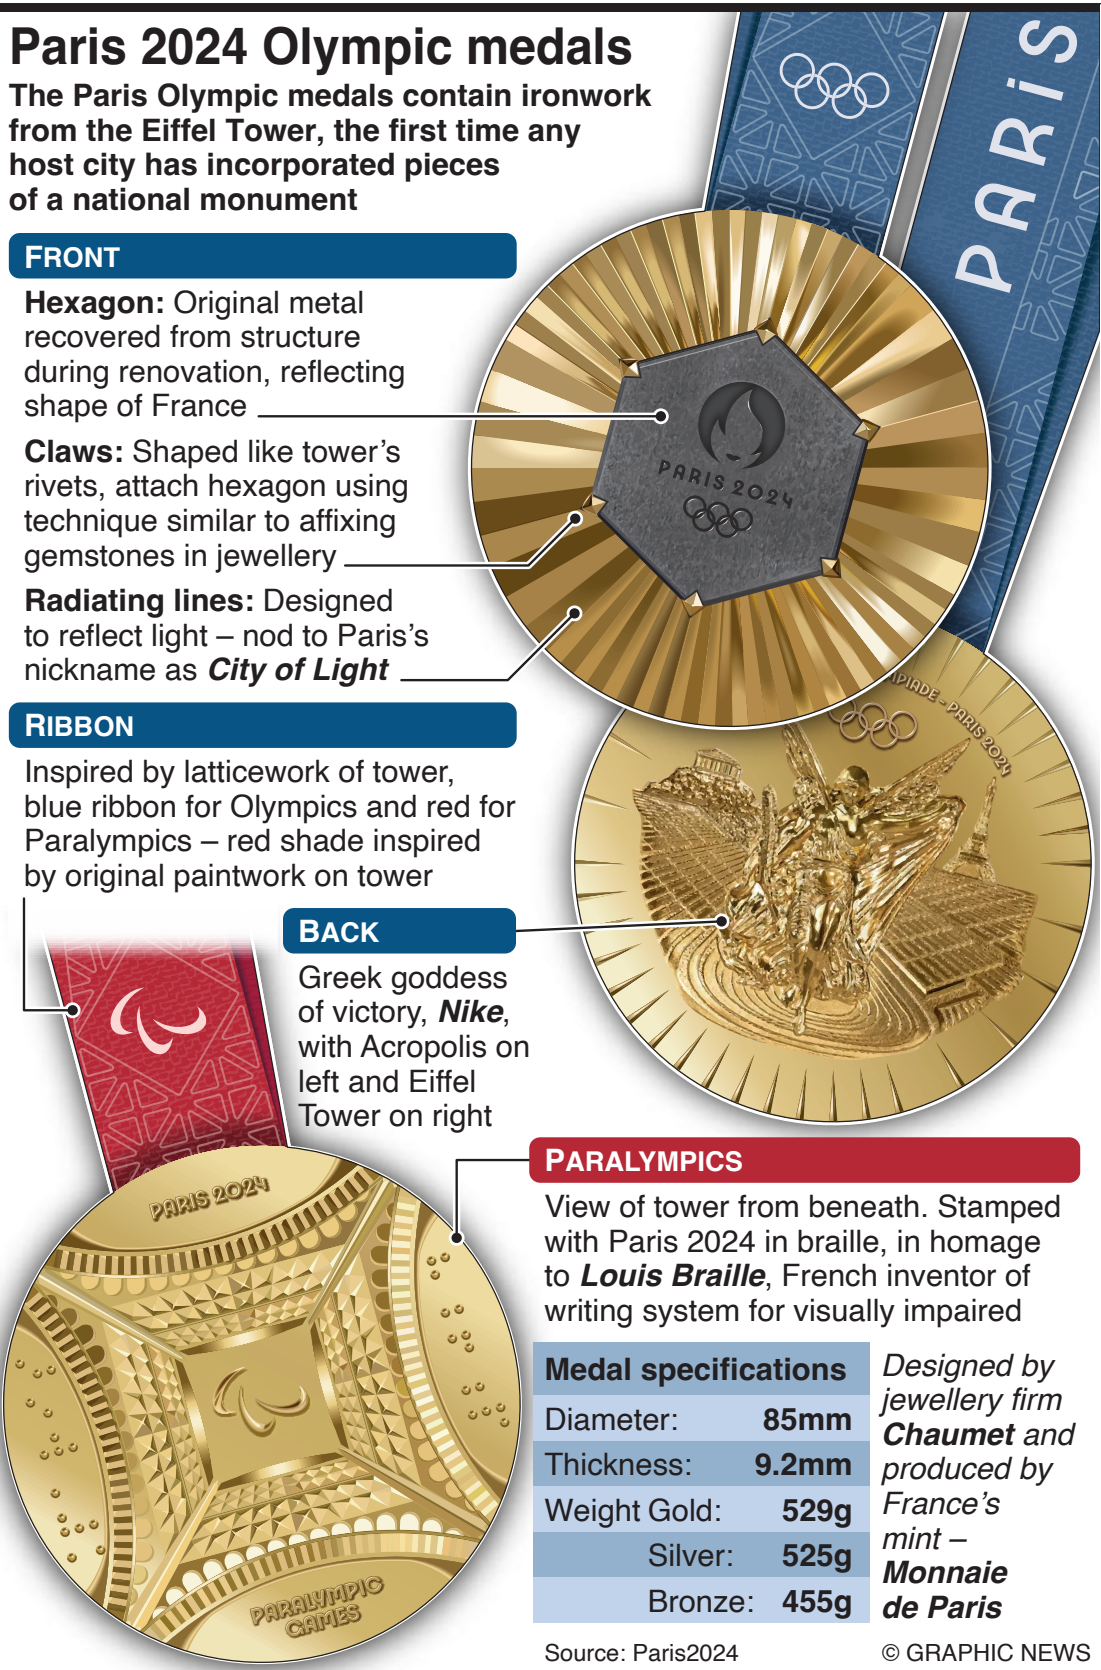 Paris 2024 Olympic medals
The Paris Olympic medals contain ironwork
from the Eiffel Tower, the first time any
host city has incorporated pieces
of a national monument
PARiS
FRONT
Hexagon: Original metal
recovered from structure
during renovation, reflecting
shape of France
Claws: Shaped like tower's
rivets, attach hexagon using
technique similar to affixing
gemstones in jewellery
Radiating lines: Designed
to reflect light – nod to Paris's
nickname as City of Light
PARIS 2024
RIBBON
Inspired by latticework of tower,
blue ribbon for Olympics and red for
Paralympics – red shade inspired
by original paintwork on tower
MPIADE - PARIS 2024
BACK
Greek goddess
of victory, Nike,
with Acropolis on
left and Eiffel
Tower on right
PARALYMPICS
View of tower from beneath. Stamped
with Paris 2024 in braille, in homage
to Louis Braille, French inventor of
writing system for visually impaired
PARIS 2024
PARALYMPIC
GAMES
Medal specifications
Diameter: 85mm
Thickness: 9.2mm
Weight Gold: 529g
Silver: 525g
Bronze: 455g
Designed by
jewellery firm
Chaumet and
produced by
France's
mint –
Monnaie
de Paris
Source: Paris2024
© GRAPHIC NEWS